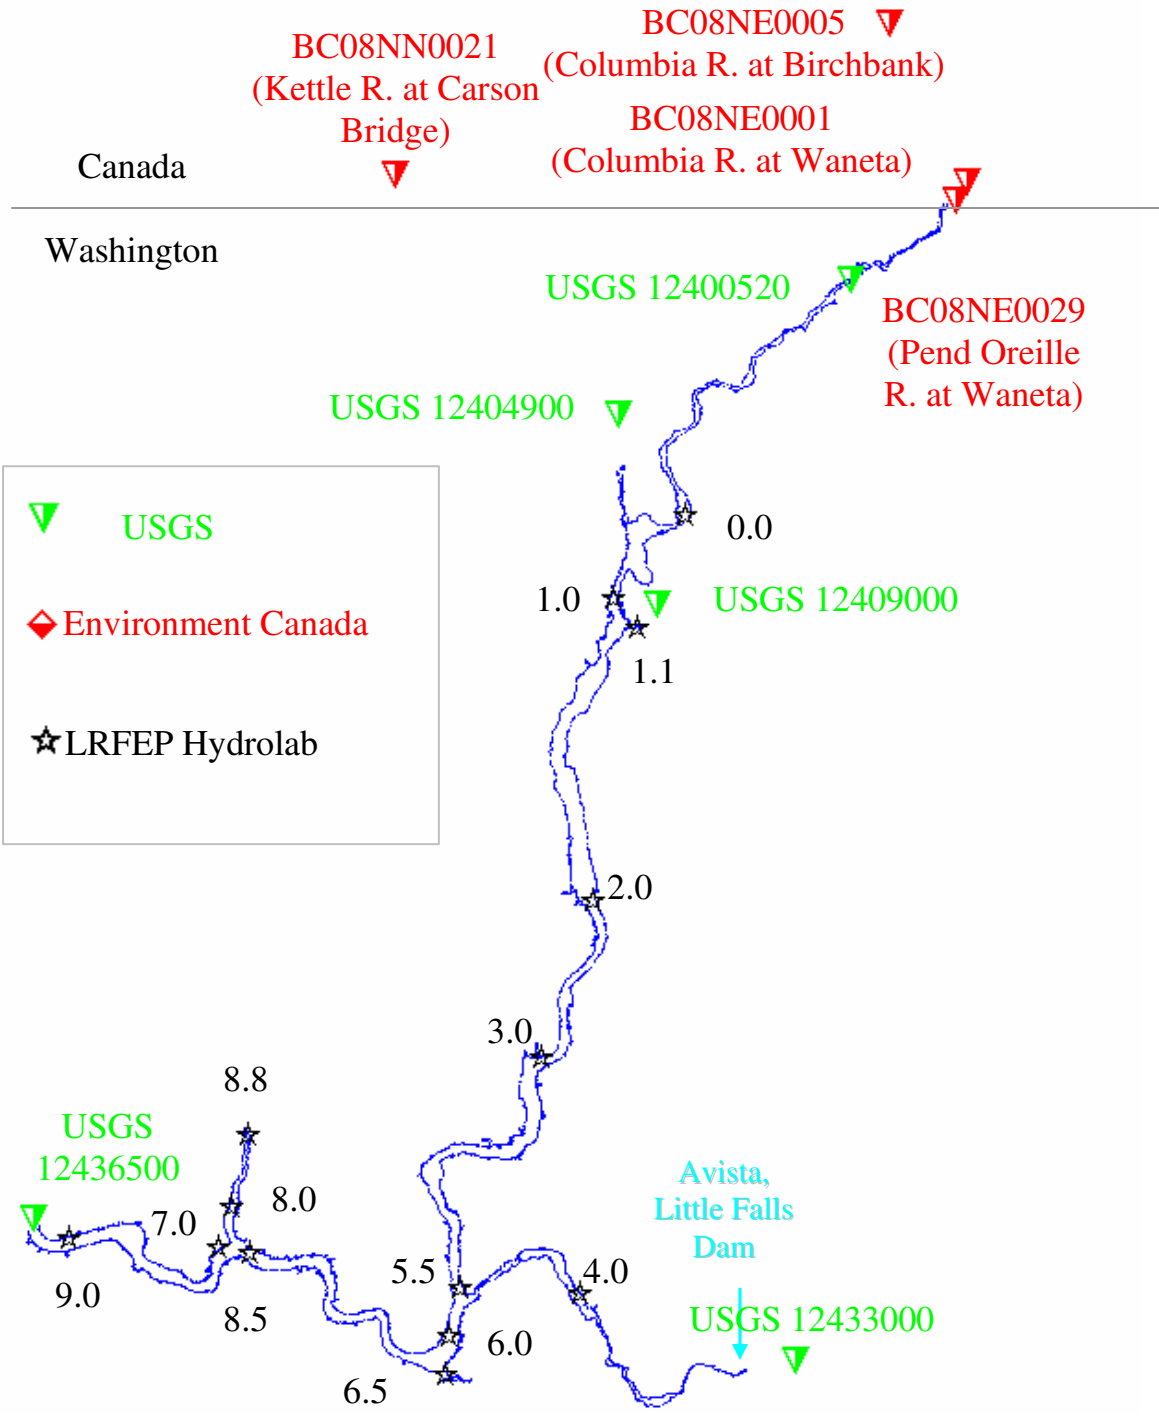 BC08NE0005
(Columbia R. at Birchbank)
BC08NN0021
(Kettle R. at Carson
Bridge)
BC08NE0001
(Columbia R. at Waneta)
Canada
Washington
USGS 12400520
BC08NE0029
(Pend Oreille
R. at Waneta)
USGS 12404900
USGS
Environment Canada
LRFEP Hydrolab
0.0
1.0
USGS 12409000
1.1
2.0
3.0
8.8
USGS
12436500
8.0
7.0
9.0
8.5
Avista,
Little Falls
Dam
5.5
4.0
USGS 12433000
6.0
6.5